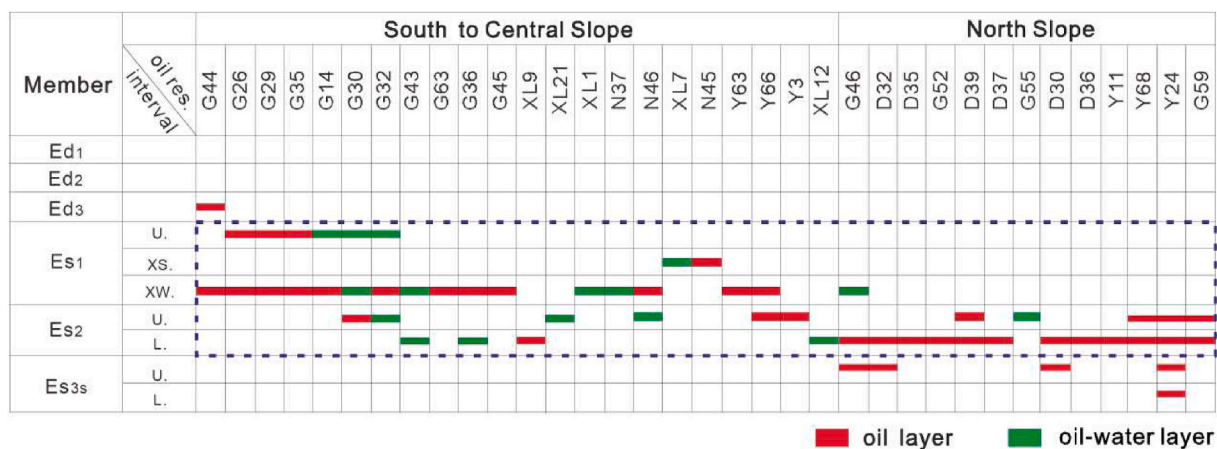 South to Central Slope North Slope
Member oil res. interval G44 G26 G29 G35 G14 G30 G32 G43 G63 G36 G45 XL9 XL21 XL1 N37 N46 XL7 N45 Y63 Y66 Y3 XL12 G46 D32 D35 G52 D39 D37 G55 D30 D36 Y11 Y68 Y24 G59
Ed1
Ed2
Ed3
Es1 U.
XS.
XW.
Es2 U.
L.
Es3s U.
L.
oil layer oil-water layer